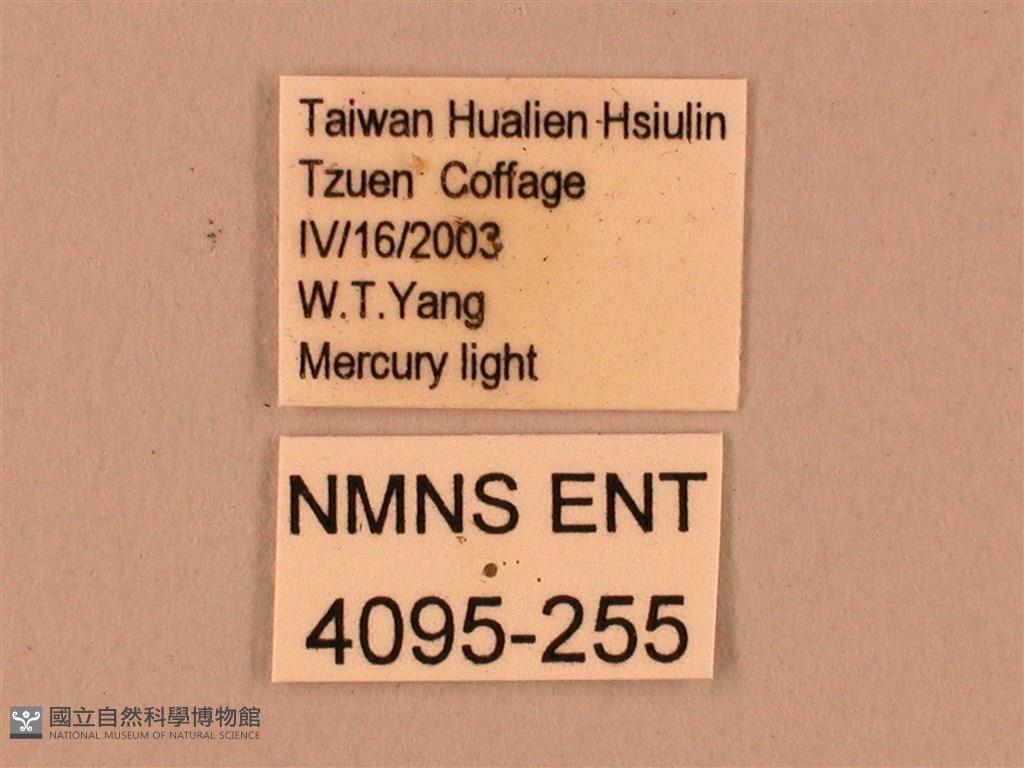 Taiwan Hualien Hsiulin
Tzuen Coffage
IV/16/2003
W.T.Yang
Mercury light
NMNS ENT
4095-255
國立自然科學博物館
NATIONAL MUSEUM OF NATURAL SCIENCE